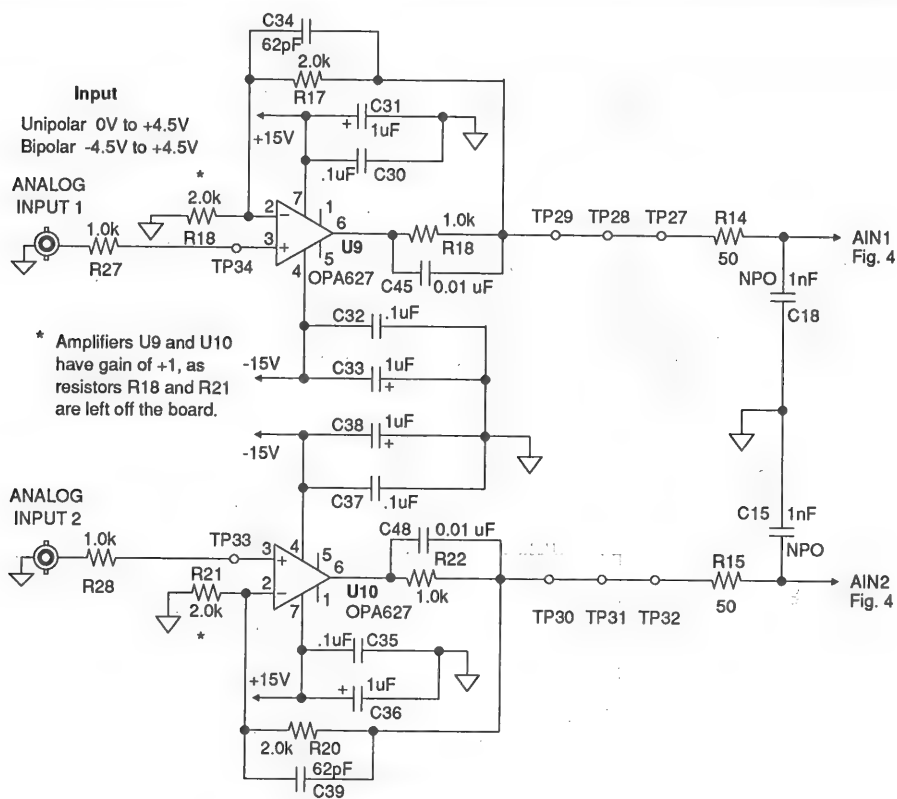 C34
62pF
2.0k
R17
Input
Unipolar 0V to +4.5V
Bipolar -4.5V to +4.5V
+15V
+
C31
1uF
.1uF
C30
ANALOG
INPUT 1
*
2.0k
R18
1.0k
R27
TP34
2
3
7
1
6
5
4
−
+
U9
OPA627
1.0k
R18
C45
0.01 uF
TP29
TP28
TP27
R14
50
AIN1
Fig. 4
NPO
1nF
C18
* Amplifiers U9 and U10
have gain of +1, as
resistors R18 and R21
are left off the board.
C32
.1uF
-15V
C33
1uF
+
-15V
C38
1uF
+
C37
.1uF
ANALOG
INPUT 2
1.0k
R28
TP33
R21
2.0k
*
3
2
4
5
6
1
7
+
−
U10
OPA627
C48
0.01 uF
R22
1.0k
TP30
TP31
TP32
R15
50
C15
1nF
NPO
AIN2
Fig. 4
.1uF
C35
+15V
+
1uF
C36
2.0k
R20
62pF
C39